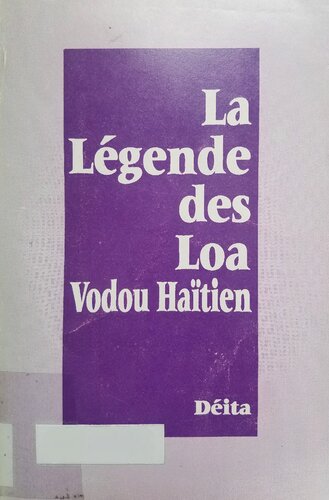 La
Légende
des
Loa
Vodou Haïtien
Déita